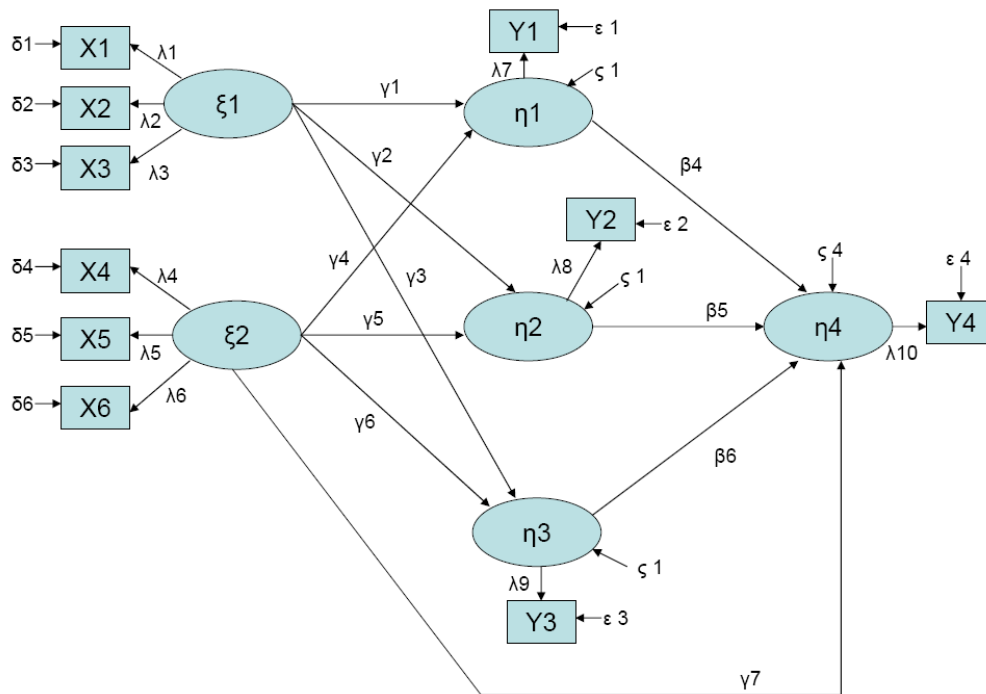 δ1
X1
λ1
δ2
X2
λ2
δ3
X3
λ3
ξ1
δ4
X4
λ4
δ5
X5
λ5
δ6
X6
λ6
ξ2
γ1
γ2
γ3
γ4
γ5
γ6
γ7
Y1
ε 1
λ7
ς 1
η1
Y2
ε 2
λ8
ς 1
η2
η3
ς 1
λ9
Y3
ε 3
β4
β5
β6
ς 4
η4
ε 4
λ10
Y4